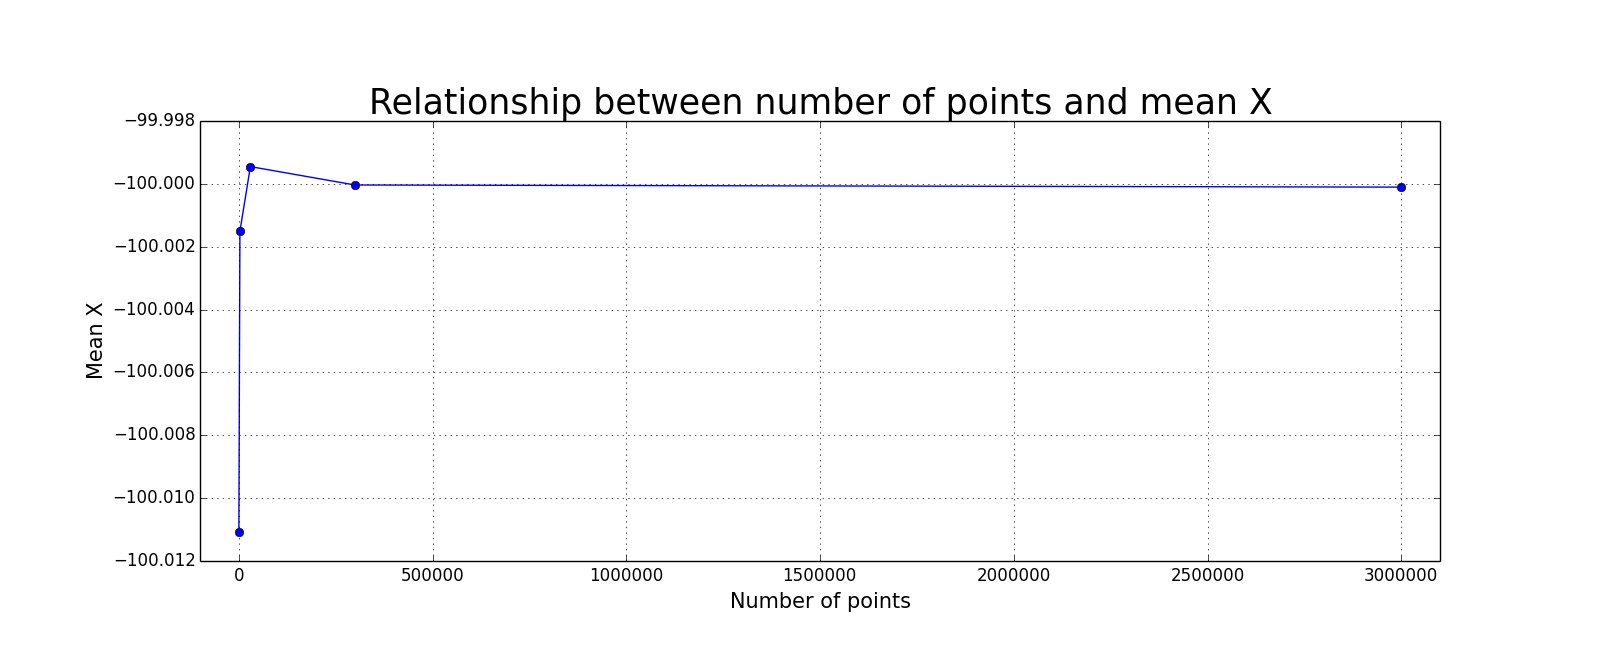 Relationship between number of points and mean X
−99.998
−100.000
−100.002
−100.004
−100.006
−100.008
−100.010
−100.012
Mean X
0 500000 1000000 1500000 2000000 2500000 3000000
Number of points